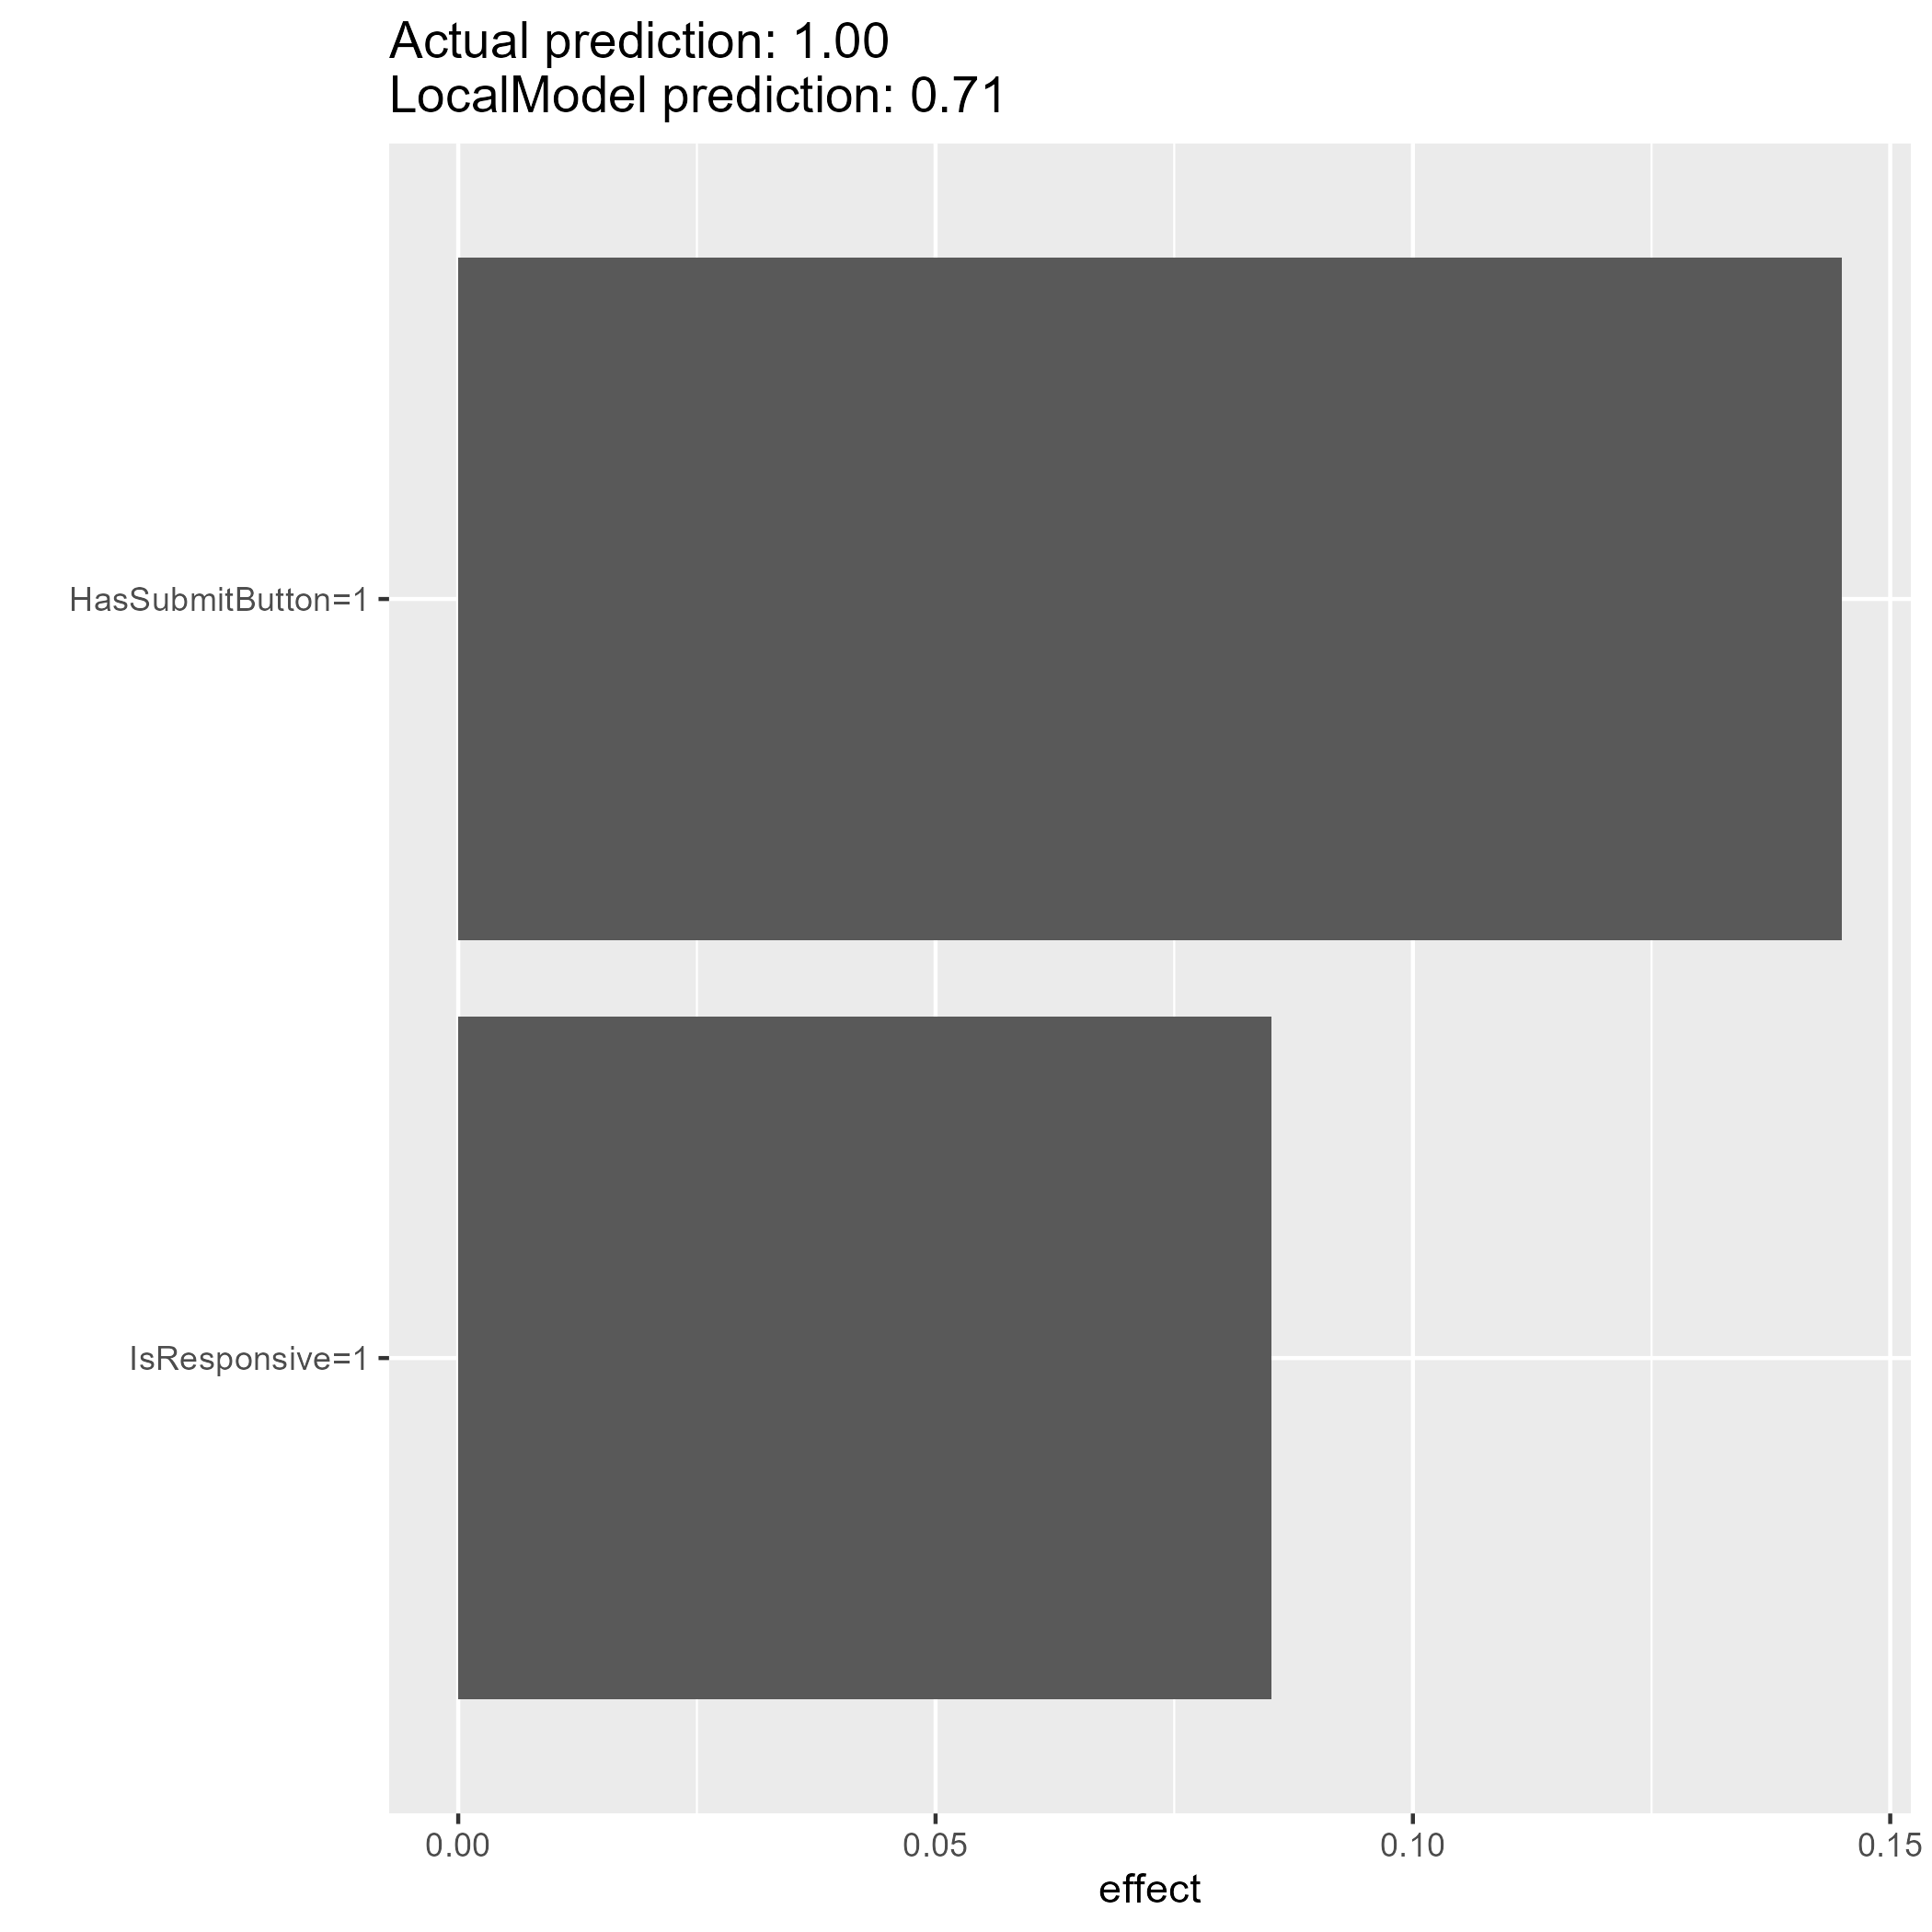 Actual prediction: 1.00
LocalModel prediction: 0.71
HasSubmitButton=1
IsResponsive=1
0.00 0.05 0.10 0.15
effect